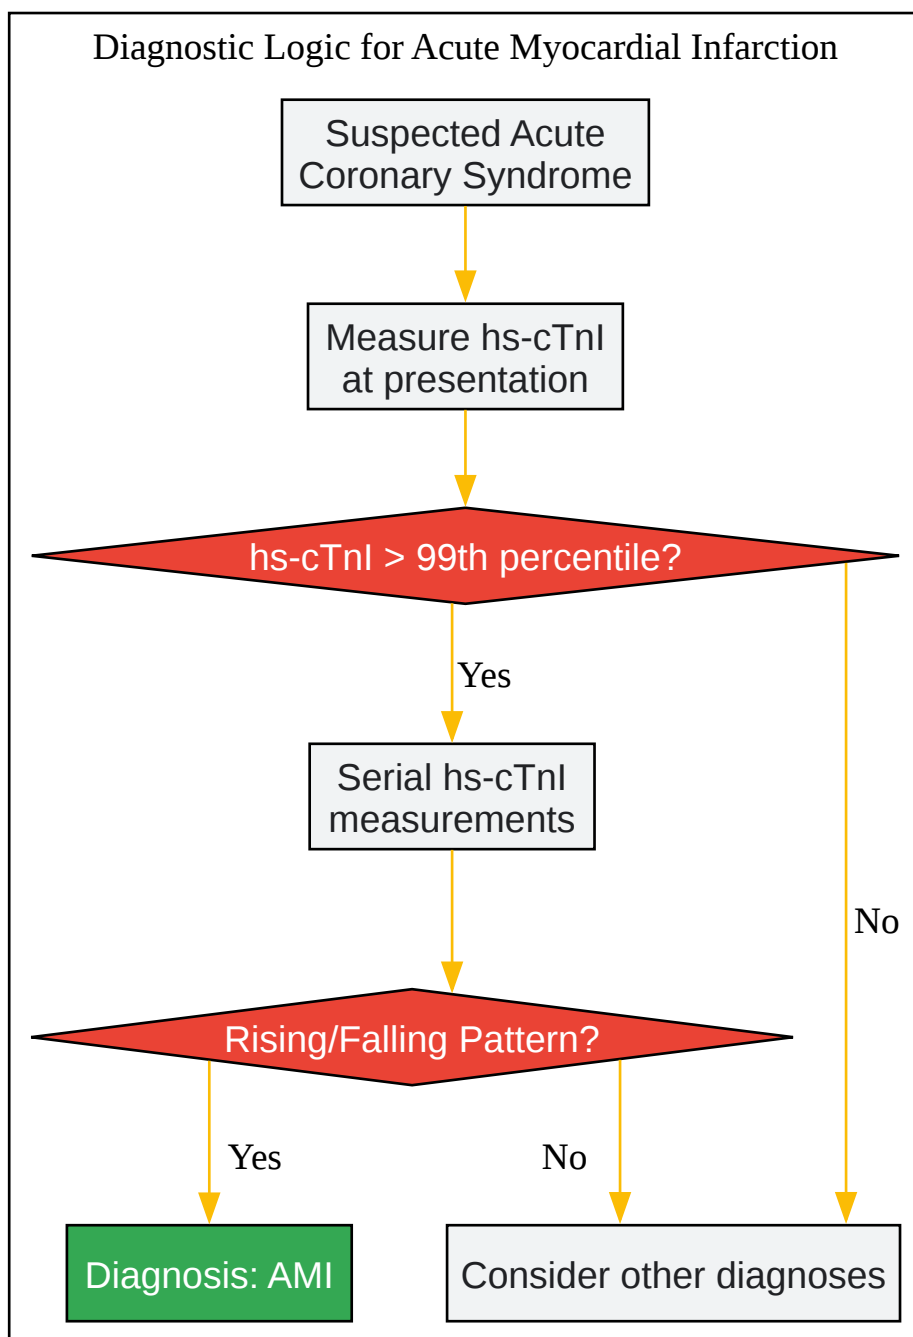 Diagnostic Logic for Acute Myocardial Infarction
Suspected Acute
Coronary Syndrome
Measure hs-cTnI
at presentation
hs-cTnI > 99th percentile?
Yes
Serial hs-cTnI
measurements
No
Rising/Falling Pattern?
Yes
No
Diagnosis: AMI
Consider other diagnoses